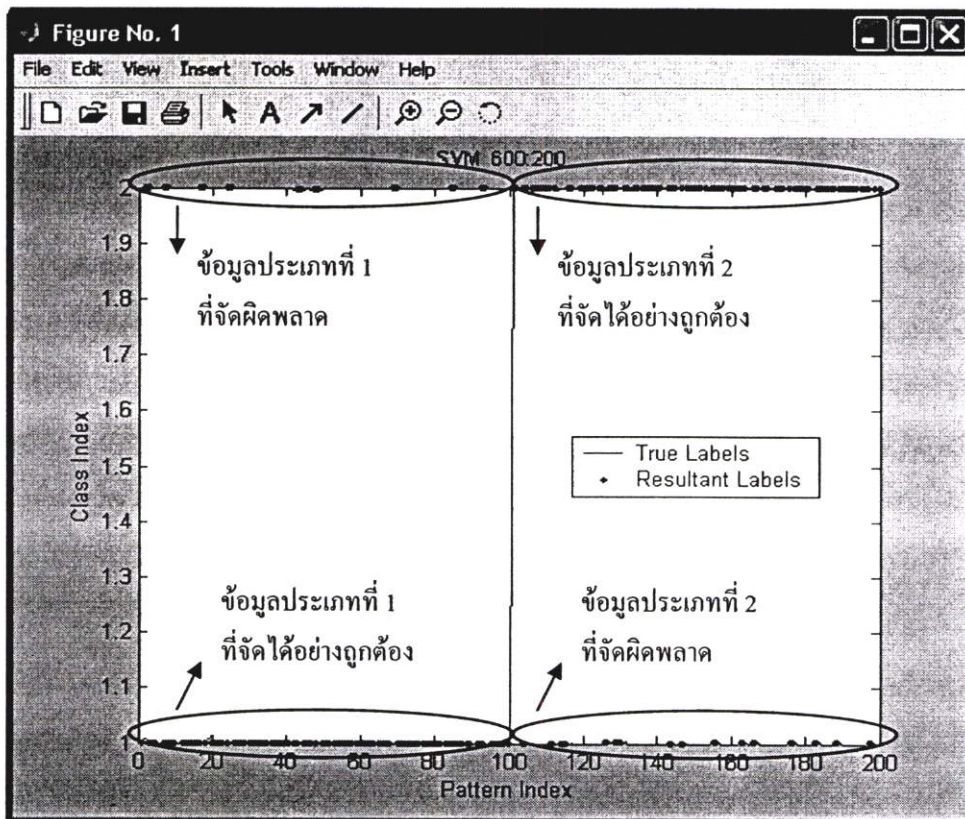 Figure No. 1
File Edit View Insert Tools Window Help
A
SVM 600:200
2
1.9
1.8
1.7
1.6
1.5
1.4
1.3
1.2
1.1
1
Class Index
ข้อมูลประเภทที่ 1
ที่จัดผิดพลาด
ข้อมูลประเภทที่ 2
ที่จัดได้อย่างถูกต้อง
True Labels
Resultant Labels
ข้อมูลประเภทที่ 1
ที่จัดได้อย่างถูกต้อง
ข้อมูลประเภทที่ 2
ที่จัดผิดพลาด
0 20 40 60 80 100 120 140 160 180 200
Pattern Index